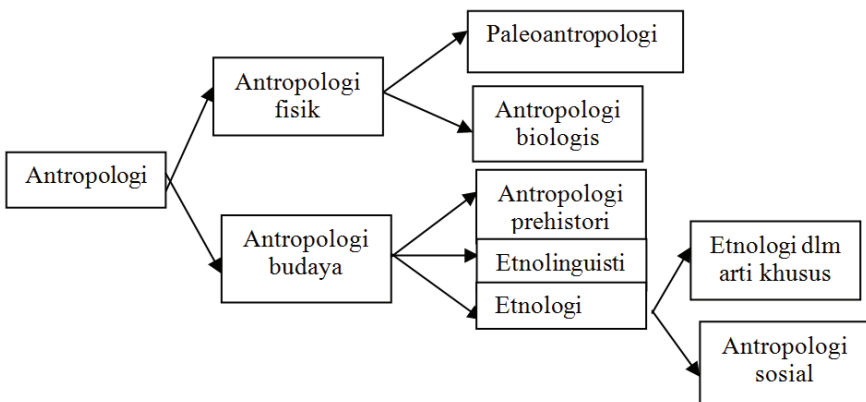 Antropologi
Antropologi
fisik
Paleoantropologi
Antropologi
biologis
Antropologi
budaya
Antropologi
prehistori
Etnolinguisti
Etnologi
Etnologi dlm
arti khusus
Antropologi
sosial